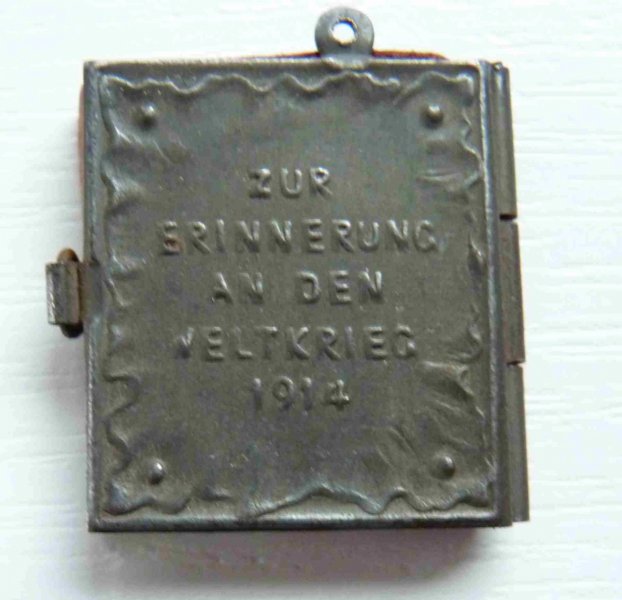 ZUR
ERINNERUNG
AN DEN
WELTKRIEG
1914